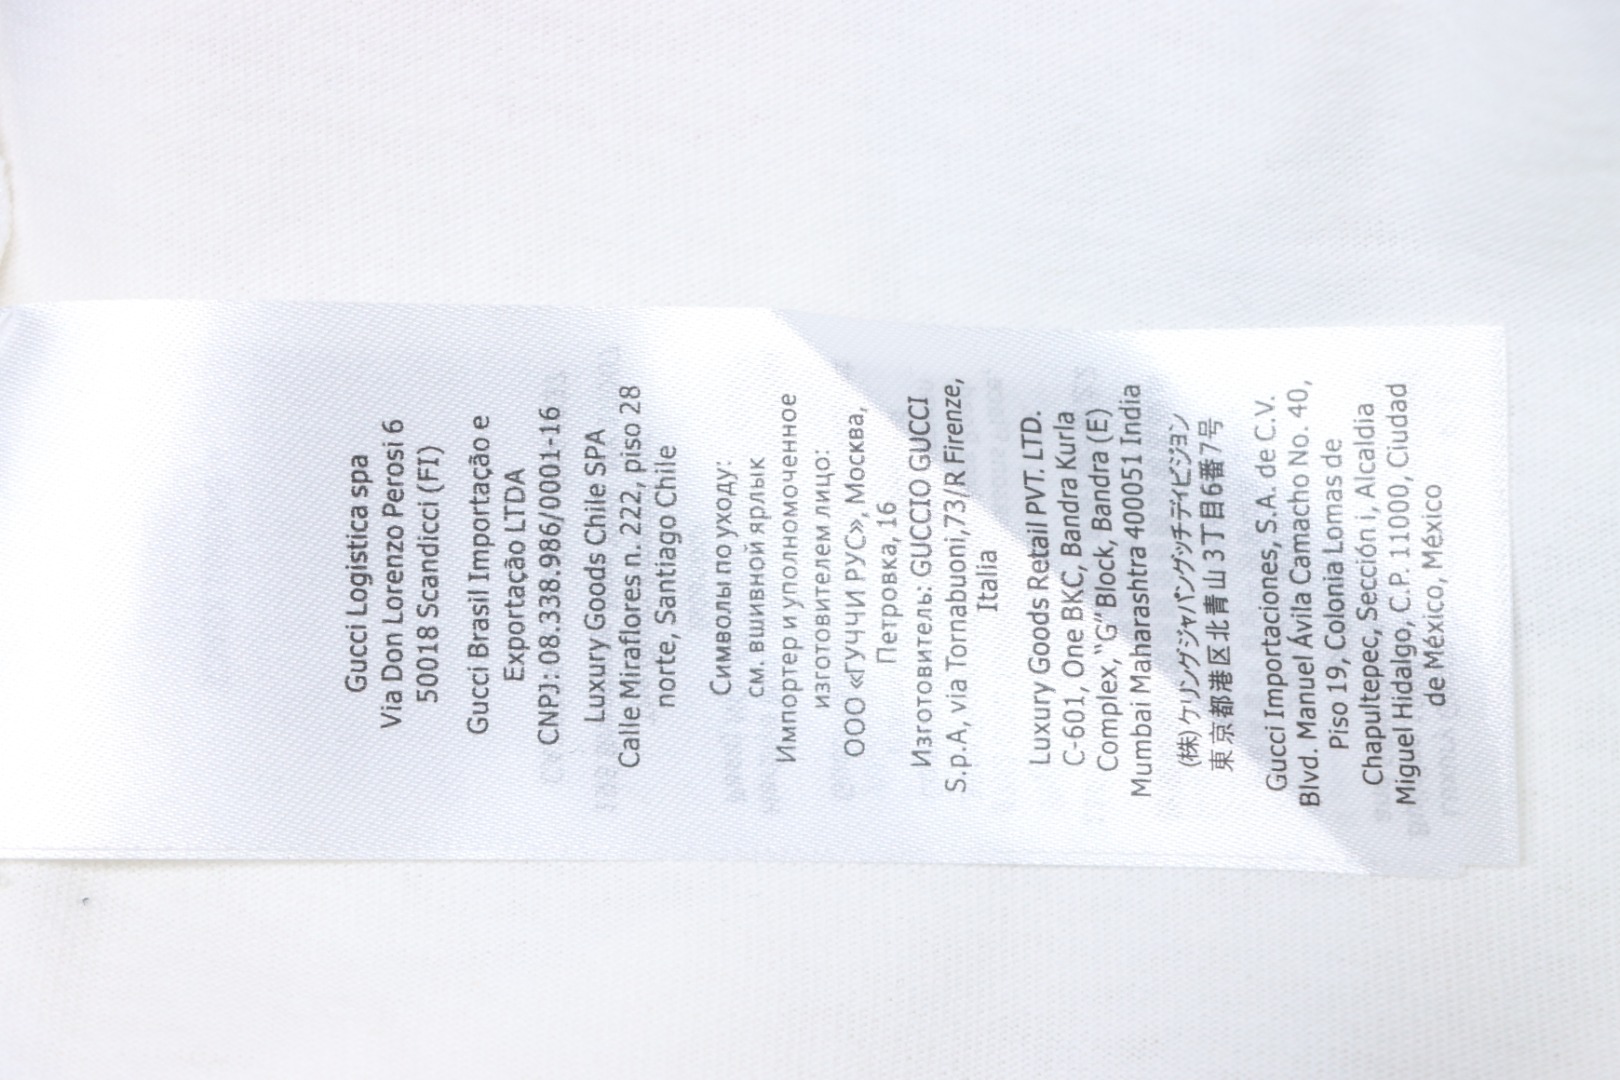 Gucci Logistica spa
Via Don Lorenzo Perosi 6
50018 Scandicci (FI)
Gucci Brasil Importação e
Exportação LTDA
CNPJ: 08.338.986/0001-16
Luxury Goods Chile SPA
Calle Miraflores n. 222, piso 28
norte, Santiago Chile
Символы по уходу:
см. вшивной ярлык
Импортер и уполномоченное
изготовителем лицо:
ООО «ГУЧЧИ РУС», Москва,
Петровка, 16
Изготовитель: GUCCIO GUCCI
S.p.A, via Tornabuoni,73/R Firenze,
Italia
Luxury Goods Retail PVT. LTD.
C-601, One BKC, Bandra Kurla
Complex, "G" Block, Bandra (E)
Mumbai Maharashtra 400051 India
(株)ケリングジャパングッチディビジョン
東京都港区北青山3丁目6番7号
Gucci Importaciones, S.A. de C.V.
Blvd. Manuel Ávila Camacho No. 40,
Piso 19, Colonia Lomas de
Chapultepec, Sección i, Alcaldia
Miguel Hidalgo, C.P. 11000, Ciudad
de México, México